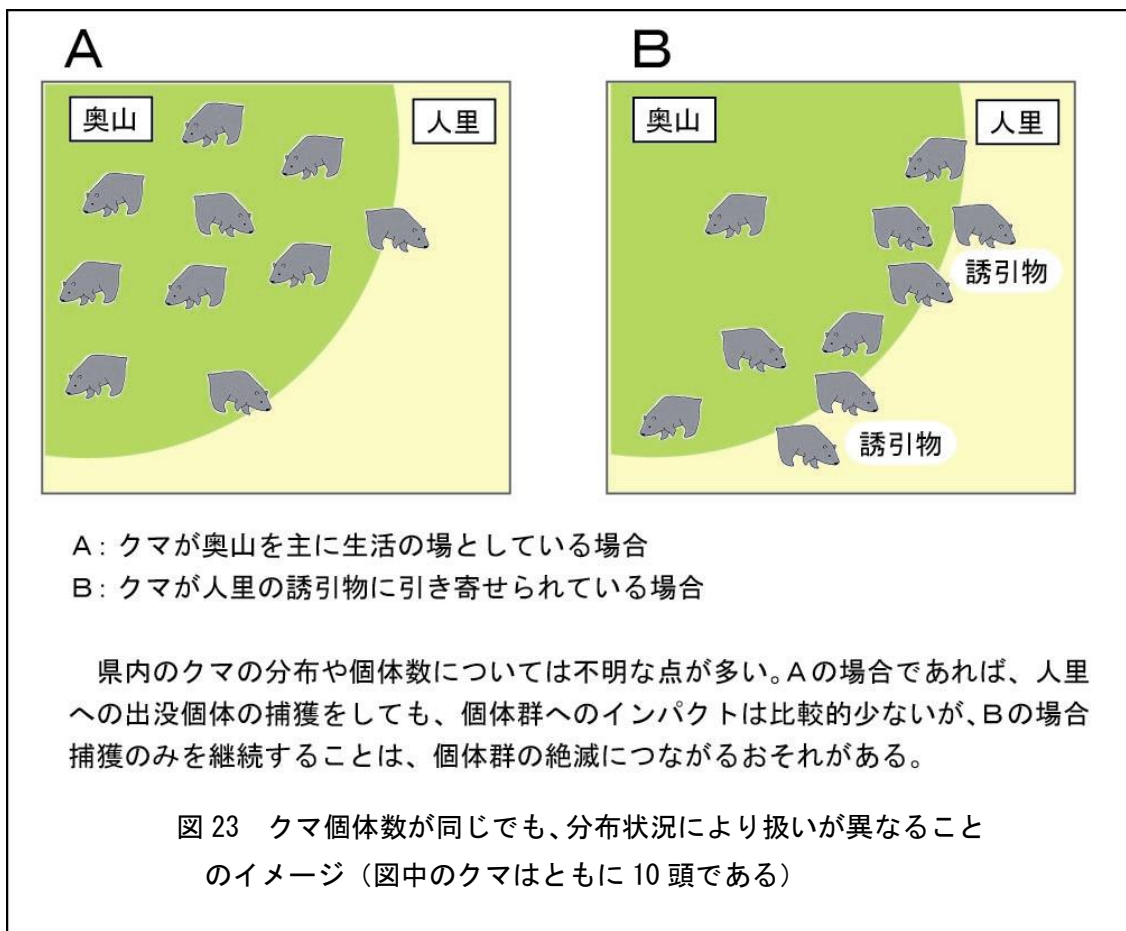 A
奥山
人里
B
奥山
人里
誘引物
誘引物
A:クマが奥山を主に生活の場としている場合
B:クマが人里の誘引物に引き寄せられている場合
県内のクマの分布や個体数については不明な点が多い。Aの場合であれば、人里
への出没個体の捕獲をしても、個体群へのインパクトは比較的少ないが、Bの場合
捕獲のみを継続することは、個体群の絶滅につながるおそれがある。
図23 クマ個体数が同じでも、分布状況により扱いが異なること
のイメージ（図中のクマはともに10頭である）